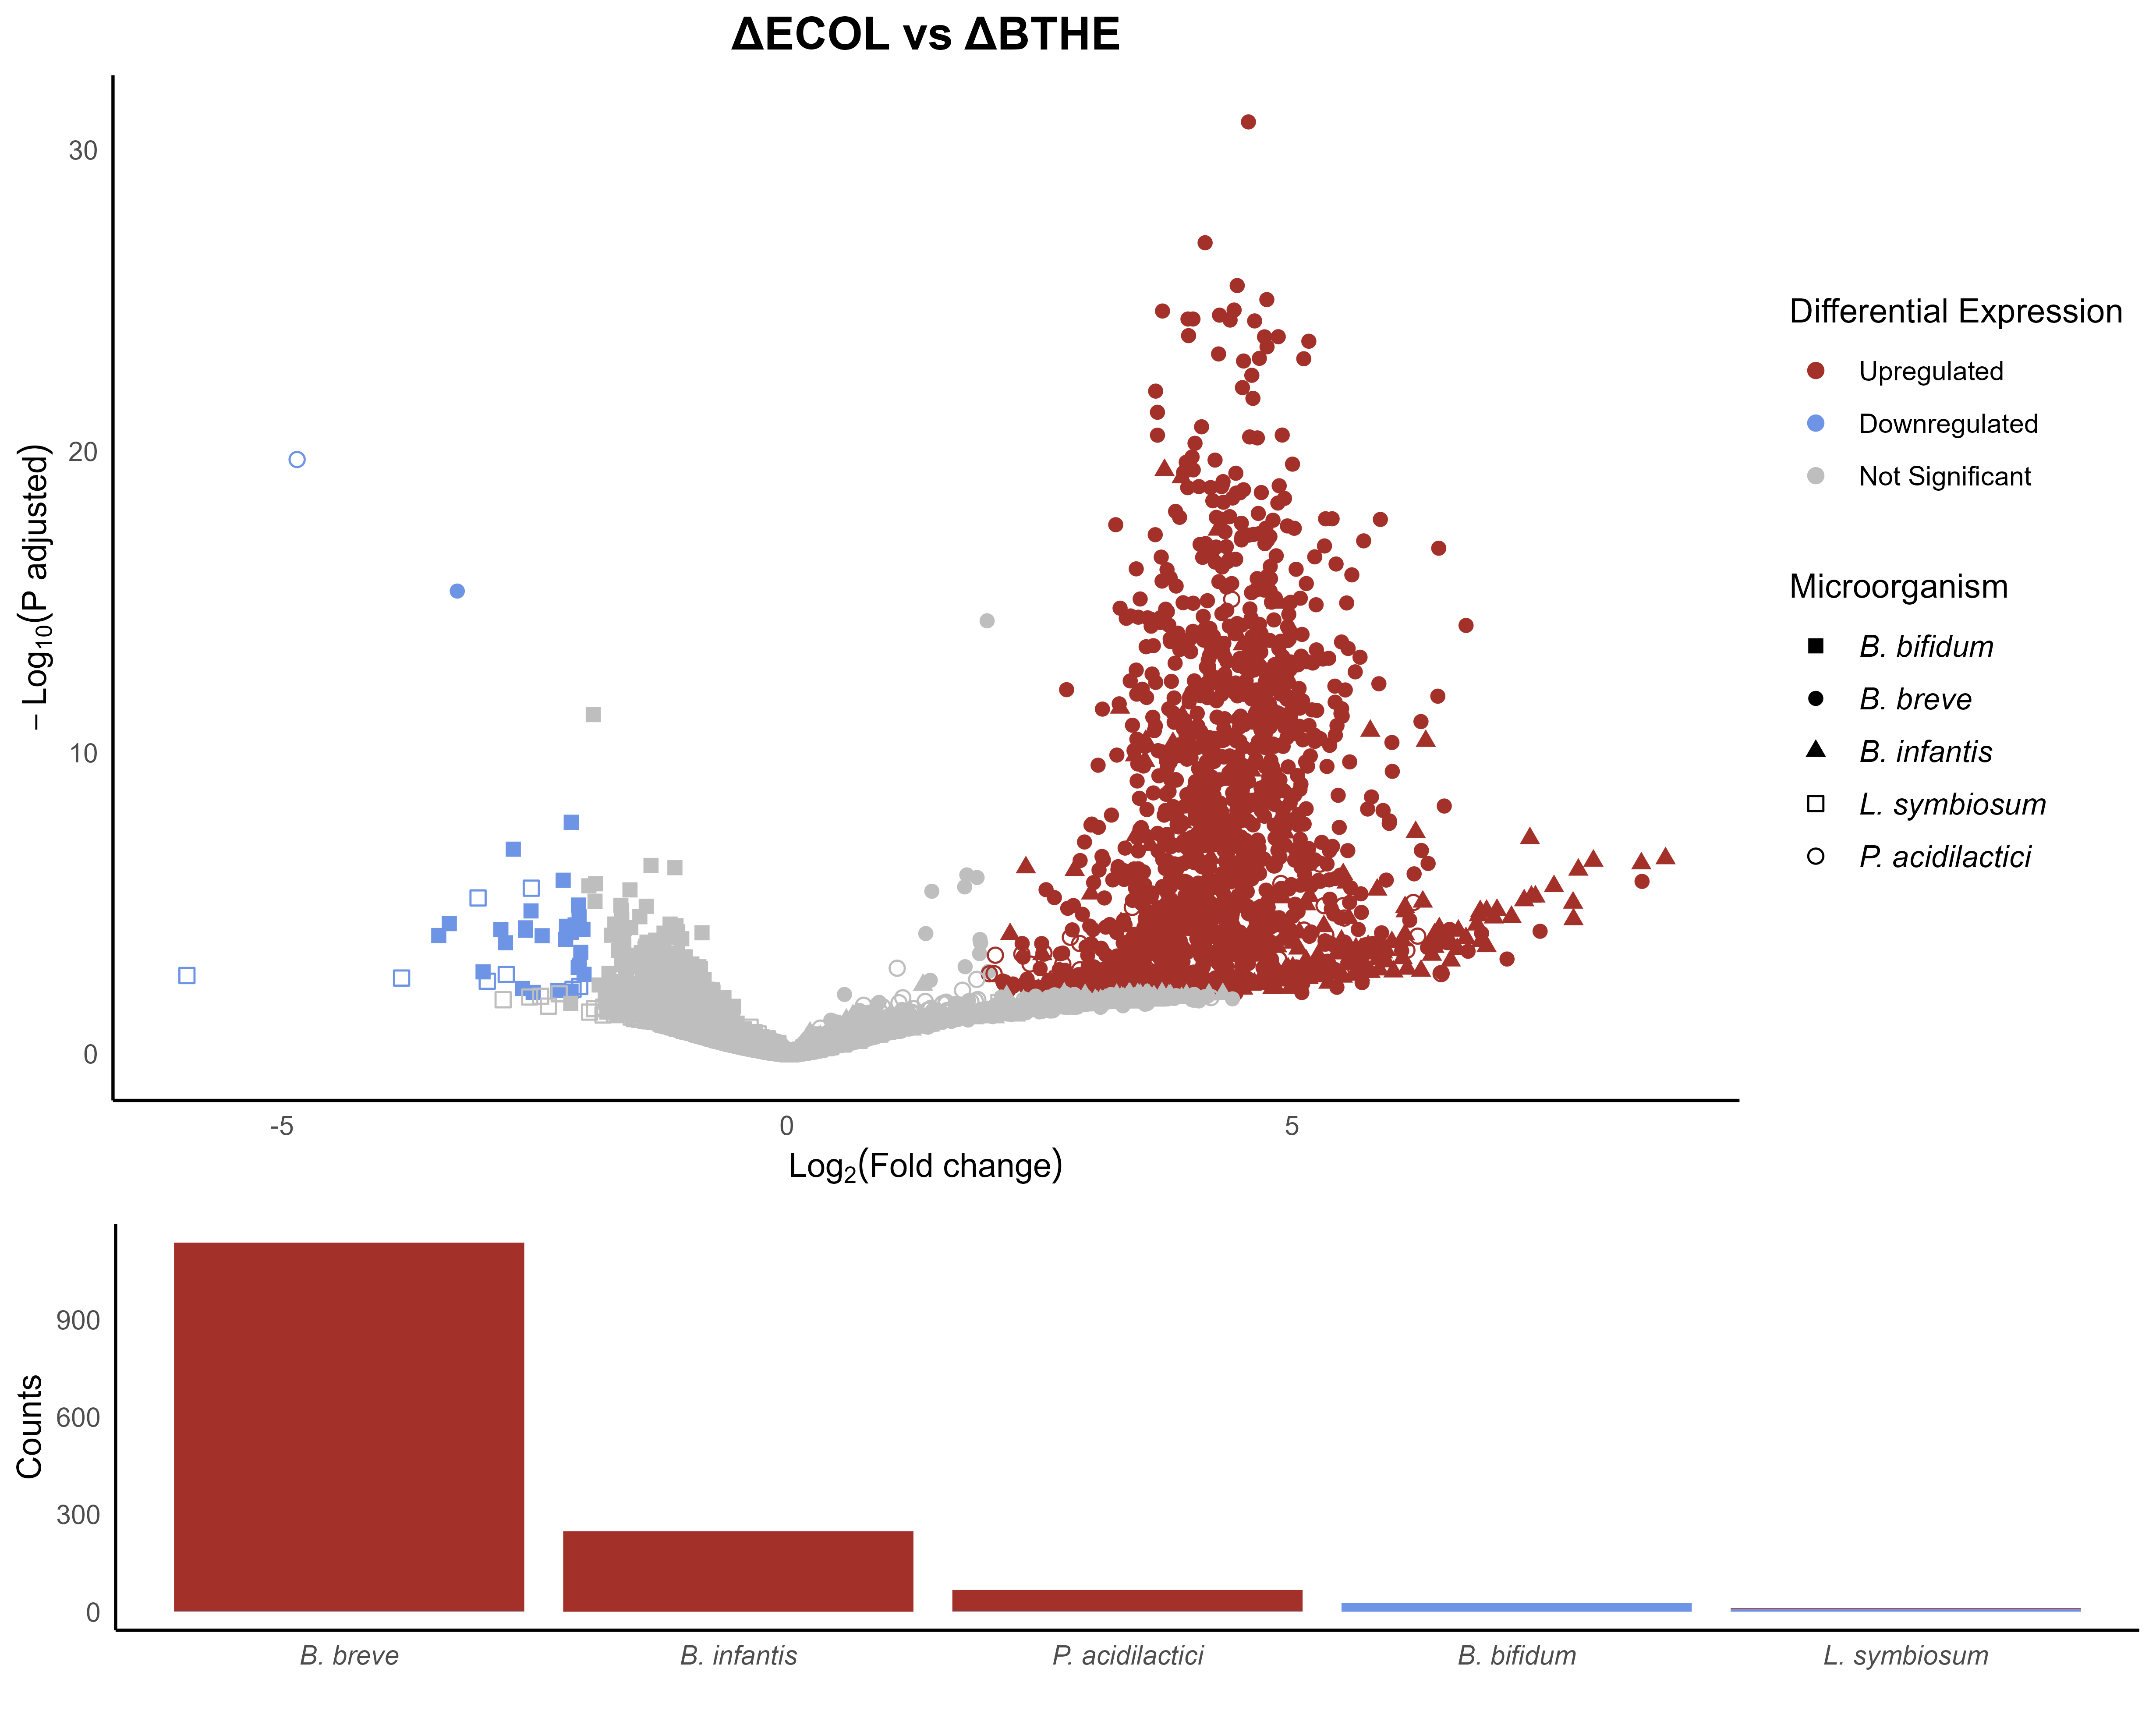 ΔECOL vs ΔBTHE
30
20
10
0
− Log10(P adjusted)
-5
0
5
Log2(Fold change)
Differential Expression
Upregulated
Downregulated
Not Significant
Microorganism
B. bifidum
B. breve
B. infantis
L. symbiosum
P. acidilactici
900
600
300
0
Counts
B. breve
B. infantis
P. acidilactici
B. bifidum
L. symbiosum